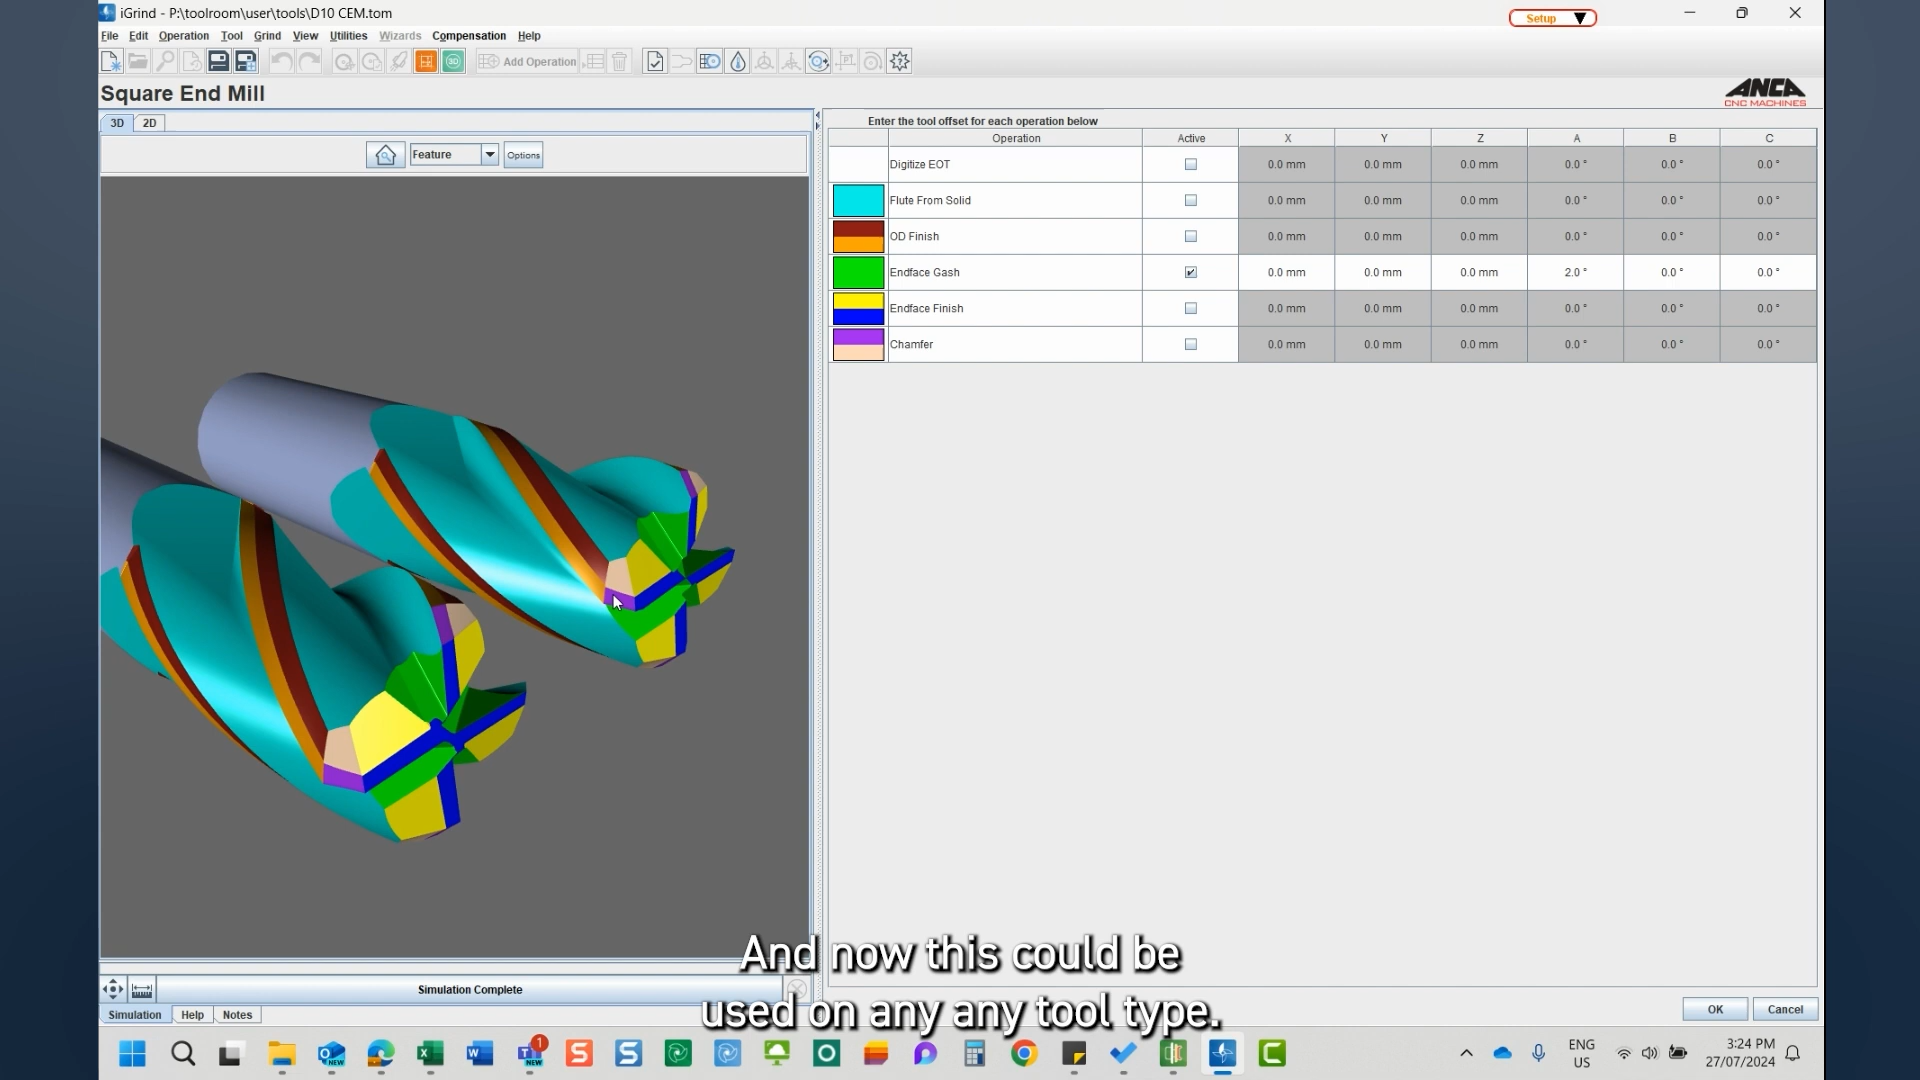 iGrind - P:\toolroom\user\tools\D10 CEM.tom
Setup
File Edit Operation Tool Grind View Utilities Wizards Compensation Help
3D Add Operation
Square End Mill
ANCA
CNC MACHINES
3D 2D
Feature Options
Enter the tool offset for each operation below
Operation Active X Y Z A B C
Digitize EOT 0.0 mm 0.0 mm 0.0 mm 0.0 ° 0.0 ° 0.0 °
Flute From Solid 0.0 mm 0.0 mm 0.0 mm 0.0 ° 0.0 ° 0.0 °
OD Finish 0.0 mm 0.0 mm 0.0 mm 0.0 ° 0.0 ° 0.0 °
Endface Gash 0.0 mm 0.0 mm 0.0 mm 2.0 ° 0.0 ° 0.0 °
Endface Finish 0.0 mm 0.0 mm 0.0 mm 0.0 ° 0.0 ° 0.0 °
Chamfer 0.0 mm 0.0 mm 0.0 mm 0.0 ° 0.0 ° 0.0 °
And now this could be
used on any any tool type.
Simulation Complete
Simulation Help Notes
OK Cancel
ENG
US
3:24 PM
27/07/2024